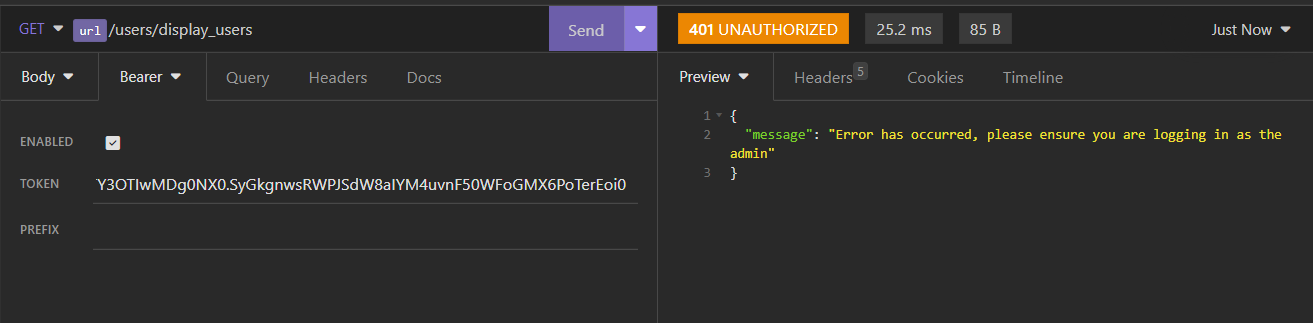 GET url /users/display_users Send 401 UNAUTHORIZED 25.2 ms 85 B Just Now
Body Bearer Query Headers Docs Preview Headers 5 Cookies Timeline
ENABLED
TOKEN Y3OTIwMDg0NX0.SyGkgnwsRWPJSdW8aIYM4uvnF50WFoGMX6PoTerEoi0
PREFIX
1 {
2 "message": "Error has occurred, please ensure you are logging in as the
admin"
3 }